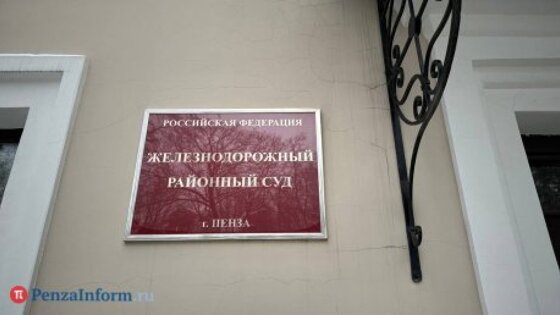 РОССИЙСКАЯ ФЕДЕРАЦИЯ
ЖЕЛЕЗНОДОРОЖНЫЙ
РАЙОННЫЙ СУД
г. ПЕНЗА
π PenzaInform.ru